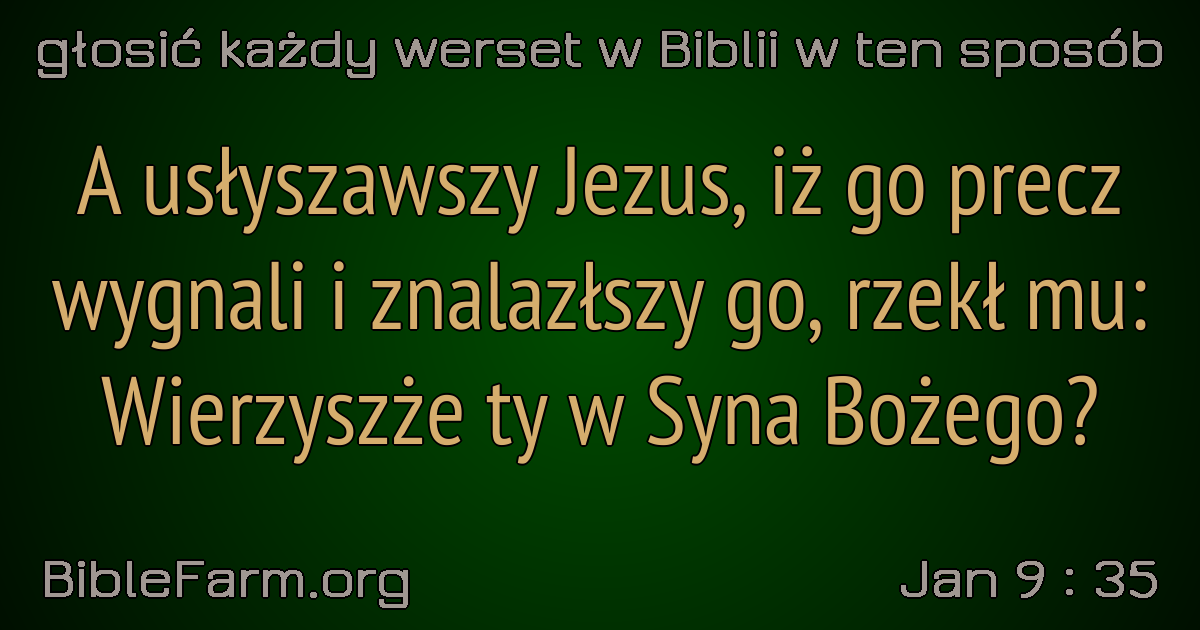 głosić każdy werset w Biblii w ten sposób
A usłyszawszy Jezus, iż go precz
wygnali i znalazłszy go, rzekł mu:
Wierzyszże ty w Syna Bożego?
BibleFarm.org
Jan 9 : 35